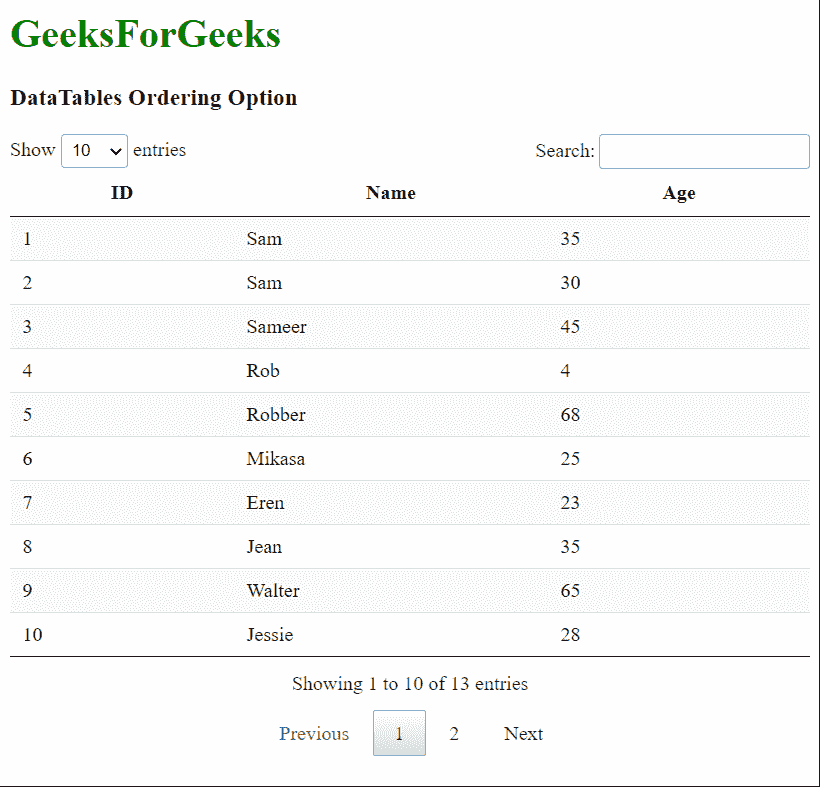 GeeksForGeeks
DataTables Ordering Option
Show 10 entries Search:
ID Name Age
1 Sam 35
2 Sam 30
3 Sameer 45
4 Rob 4
5 Robber 68
6 Mikasa 25
7 Eren 23
8 Jean 35
9 Walter 65
10 Jessie 28
Showing 1 to 10 of 13 entries
Previous 1 2 Next